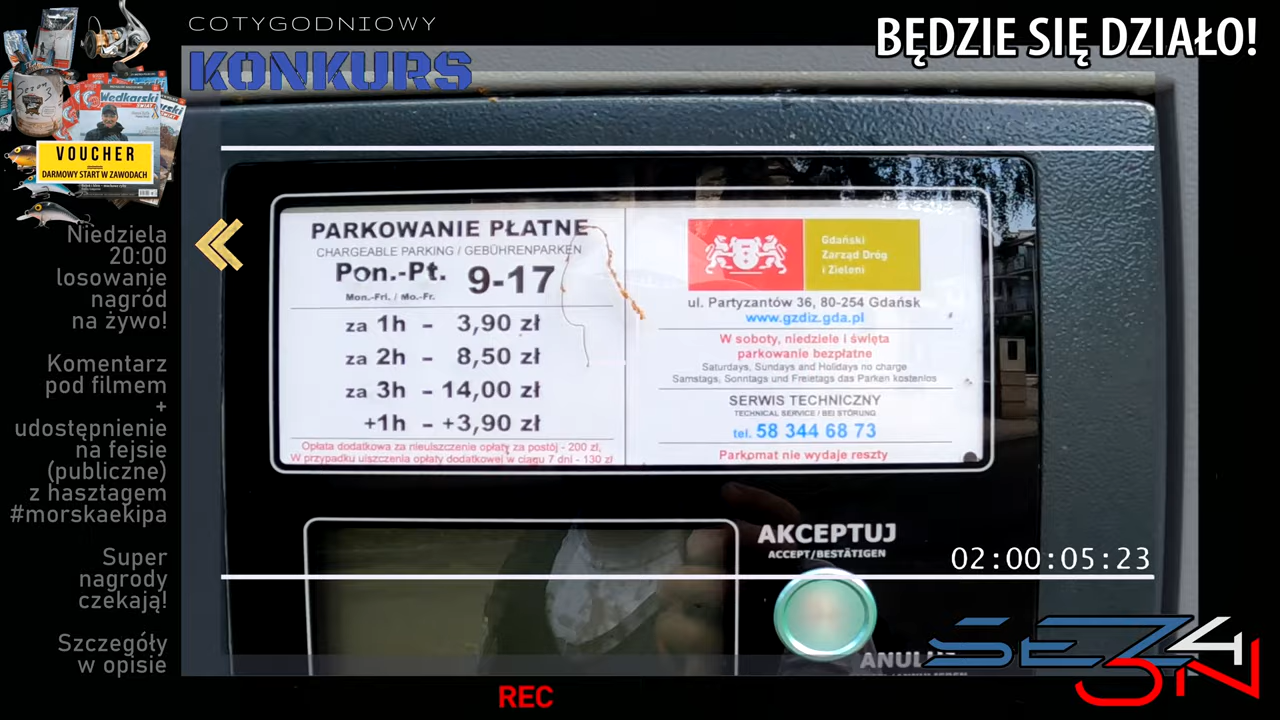 COTYGODNIOWY
KONKURS
BĘDZIE SIĘ DZIAŁO!
Wędkarski
VOUCHER
DARMOWY START W ZAWODACH
Niedziela
20:00
losowanie
nagród
na żywo!
Komentarz
pod filmem
+
udostępnienie
na fejsie
(publiczne)
z hasztagem
#morskaekipa
Super
nagrody
czekają!
Szczegóły
w opisie
PARKOWANIE PŁATNE
CHARGEABLE PARKING / GEBÜHRENPARKEN
Pon.-Pt. 9-17
Mon.-Fri. / Mo.-Fr.
za 1h - 3,90 zł
za 2h - 8,50 zł
za 3h - 14,00 zł
+1h - +3,90 zł
Opłata dodatkowa za nieuiszczenie opłaty za postój - 200 zł,
W przypadku uiszczenia opłaty dodatkowej w ciągu 7 dni - 130 zł
Gdański
Zarząd Dróg
i Zieleni
ul. Partyzantów 36, 80-254 Gdańsk
www.gzdiz.gda.pl
W soboty, niedziele i święta
parkowanie bezpłatne
Saturdays, Sundays and Holidays no charge
Samstags, Sonntags und Freietags das Parken kostenlos
SERWIS TECHNICZNY
TECHNICAL SERVICE / BEI STÖRUNG
tel. 58 344 68 73
Parkomat nie wydaje reszty
AKCEPTUJ
ACCEPT/BESTÄTIGEN
02:00:05:23
SEZON 4
REC